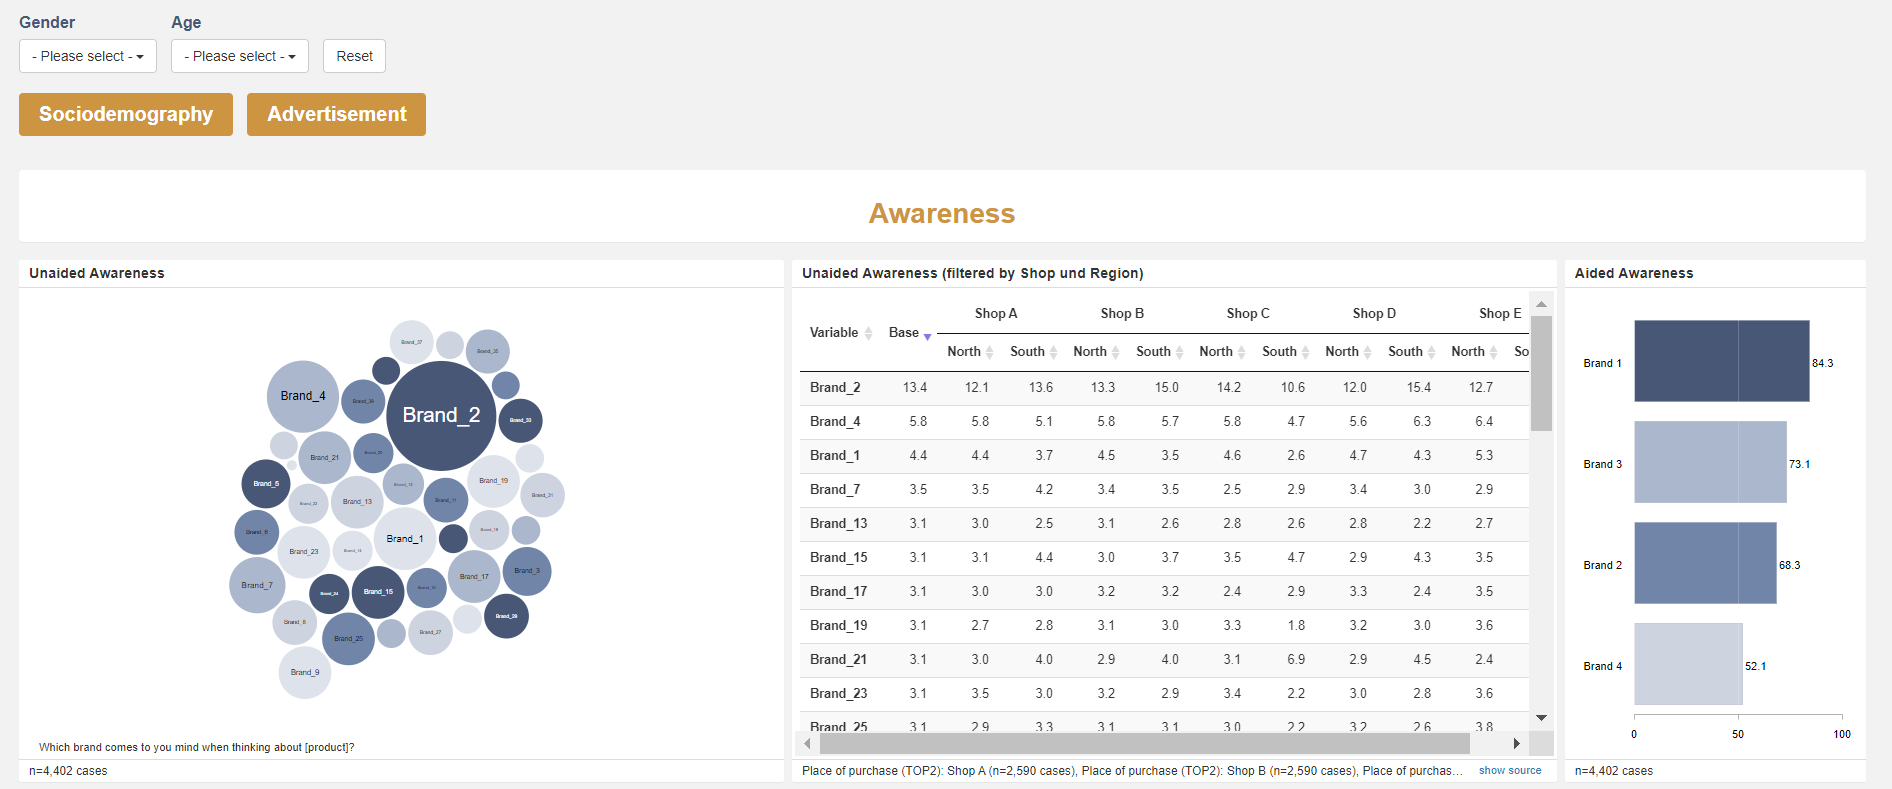 Gender Age
- Please select - - Please select - Reset
Sociodemography Advertisement
Awareness
Unaided Awareness
Brand_37
Brand_35
Brand_4
Brand_2
Brand_33
Brand_21
Brand_19
Brand_5
Brand_13
Brand_31
Brand_11
Brand_1
Brand_23
Brand_7
Brand_15
Brand_17
Brand_3
Brand_29
Brand_25
Brand_27
Brand_9
Which brand comes to you mind when thinking about [product]?
n=4,402 cases
Unaided Awareness (filtered by Shop und Region)
Shop A Shop B Shop C Shop D Shop E
Variable Base
North South North South North South North South North So
Brand_2 13.4 12.1 13.6 13.3 15.0 14.2 10.6 12.0 15.4 12.7
Brand_4 5.8 5.8 5.1 5.8 5.7 5.8 4.7 5.6 6.3 6.4
Brand_1 4.4 4.4 3.7 4.5 3.5 4.6 2.6 4.7 4.3 5.3
Brand_7 3.5 3.5 4.2 3.4 3.5 2.5 2.9 3.4 3.0 2.9
Brand_13 3.1 3.0 2.5 3.1 2.6 2.8 2.6 2.8 2.2 2.7
Brand_15 3.1 3.1 4.4 3.0 3.7 3.5 4.7 2.9 4.3 3.5
Brand_17 3.1 3.0 3.0 3.2 3.2 2.4 2.9 3.3 2.4 3.5
Brand_19 3.1 2.7 2.8 3.1 3.0 3.3 1.8 3.2 3.0 3.6
Brand_21 3.1 3.0 4.0 2.9 4.0 3.1 6.9 2.9 4.5 2.4
Brand_23 3.1 3.5 3.0 3.2 2.9 3.4 2.2 3.0 2.8 3.6
Brand_25 3.1 2.9 3.3 3.1 3.1 3.0 2.2 3.2 2.6 3.8
Place of purchase (TOP2): Shop A (n=2,590 cases), Place of purchase (TOP2): Shop B (n=2,590 cases), Place of purchas... show source
Aided Awareness
Brand 1 84.3
Brand 3 73.1
Brand 2 68.3
Brand 4 52.1
0 50 100
n=4,402 cases